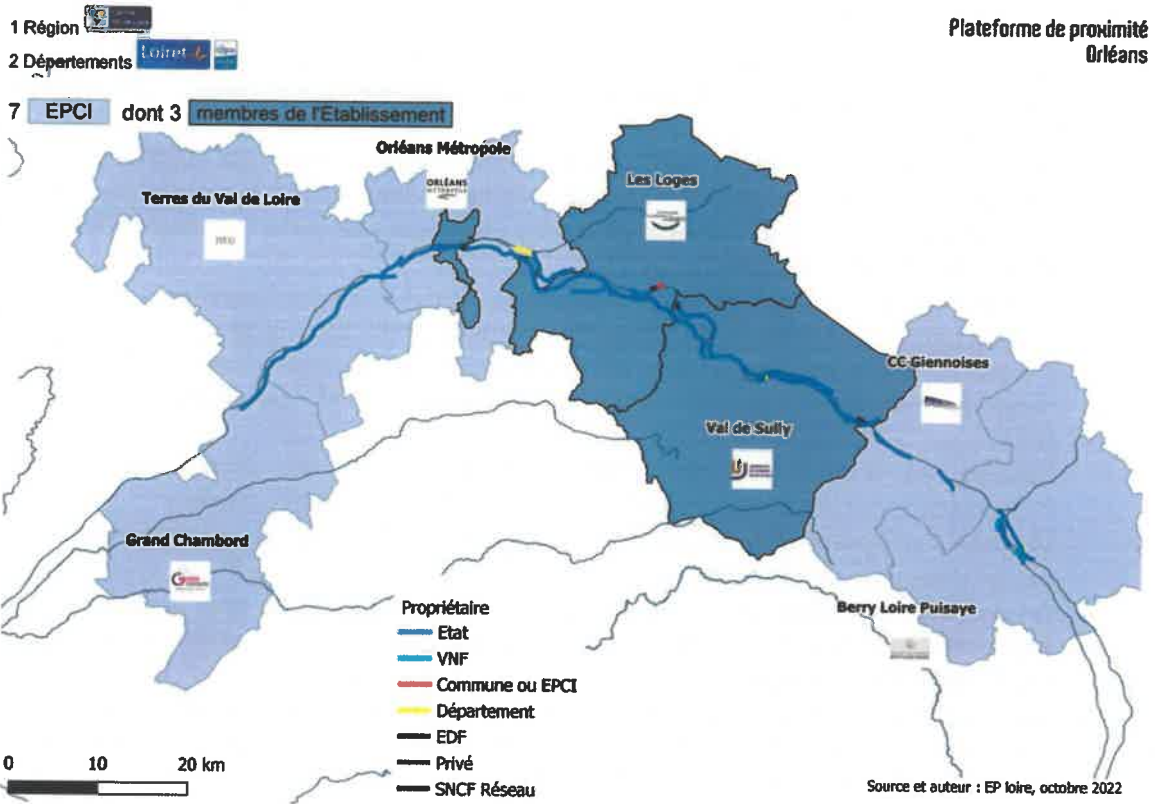 1 Région
2 Départements
Loiret
Plateforme de proximité
Orléans
7 EPCI dont 3 membres de l'Etablissement
Orléans Métropole
ORLÉANS
MÉTROPOLE
Les Loges
Terres du Val de Loire
CC Giennoises
Val de Sully
Grand Chambord
Berry Loire Puisaye
Propriétaire
Etat
VNF
Commune ou EPCI
Département
EDF
Privé
SNCF Réseau
0 10 20 km
Source et auteur : EP loire, octobre 2022